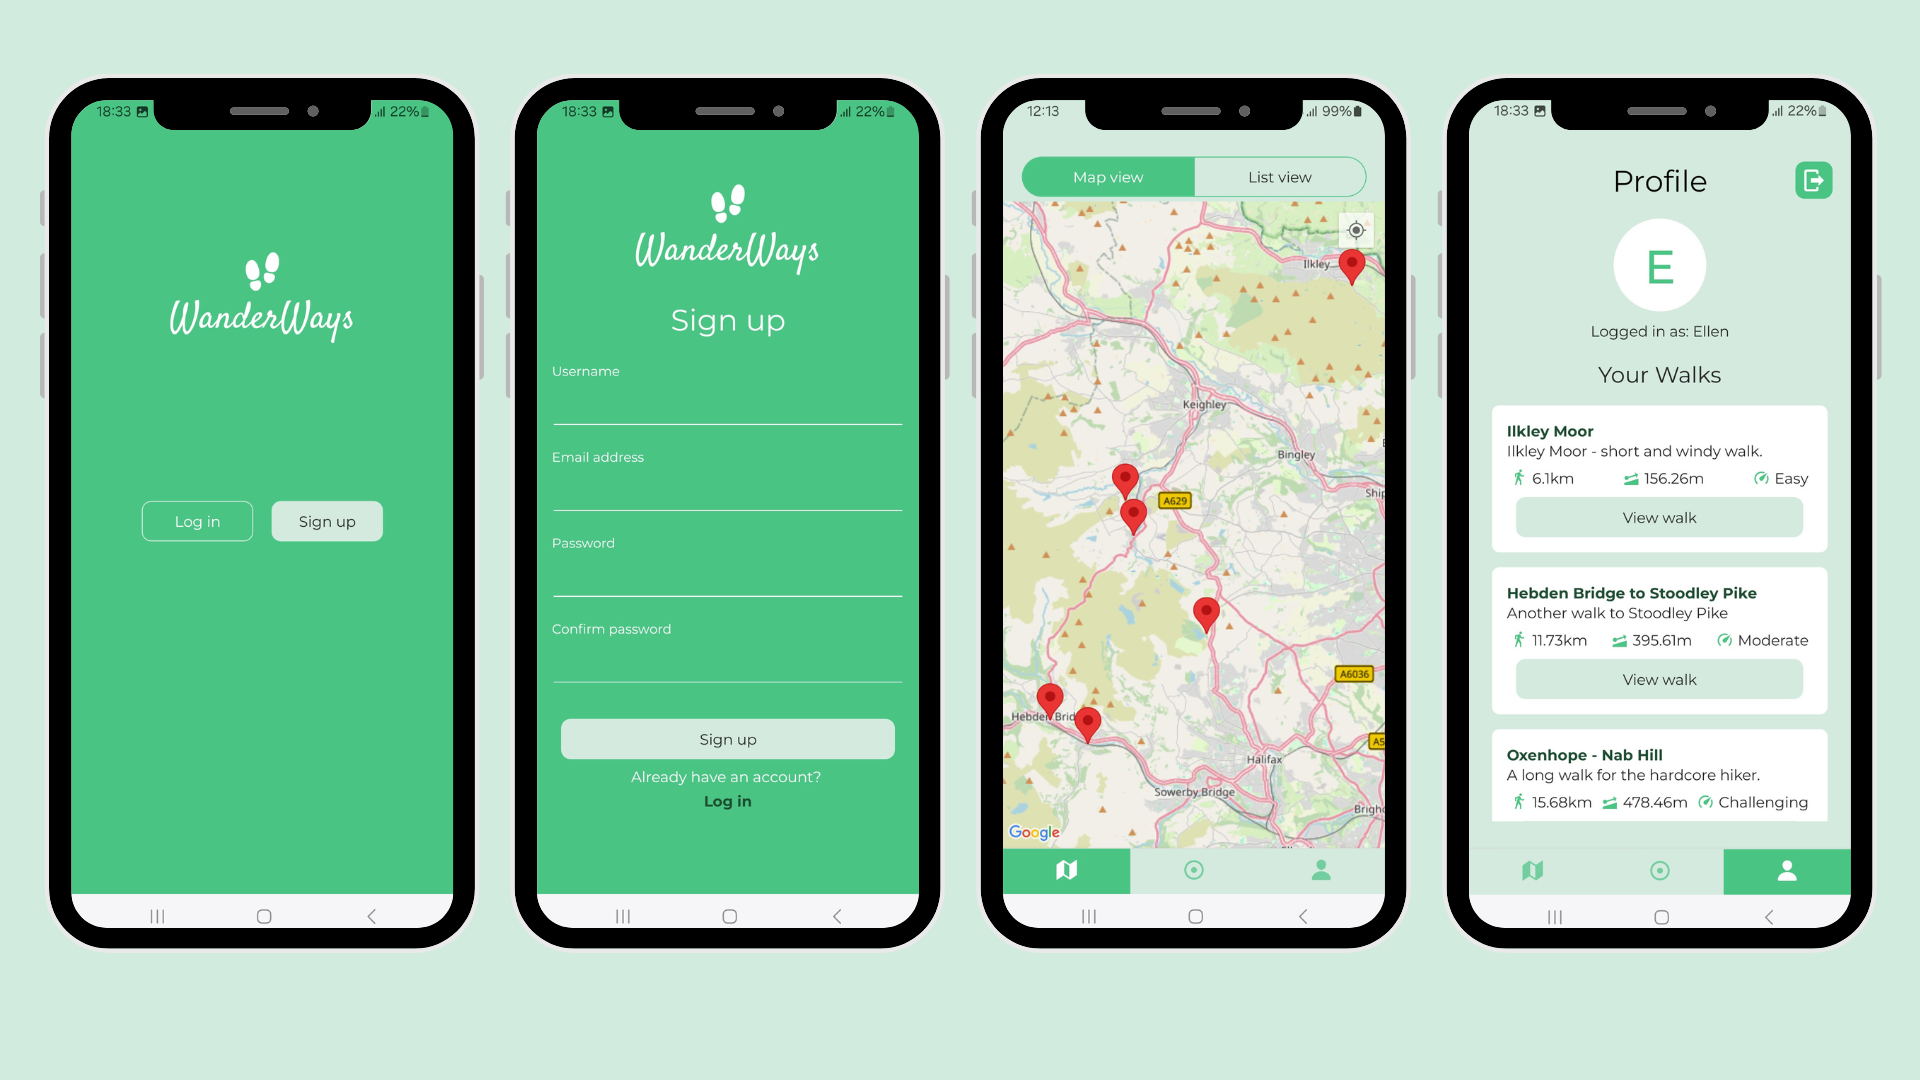 18:33 22%
WanderWays
Log in Sign up
18:33 22%
WanderWays
Sign up
Username
Email address
Password
Confirm password
Sign up
Already have an account?
Log in
12:13 99%
Map view List view
Ilkley
Keighley
Bingley
Ship
A629
A6036
Hebden Brid
A5
Halifax
Sowerby Bridge
Brigho
Google
18:33 22%
Profile
E
Logged in as: Ellen
Your Walks
Ilkley Moor
Ilkley Moor - short and windy walk.
6.1km 156.26m Easy
View walk
Hebden Bridge to Stoodley Pike
Another walk to Stoodley Pike
11.73km 395.61m Moderate
View walk
Oxenhope - Nab Hill
A long walk for the hardcore hiker.
15.68km 478.46m Challenging